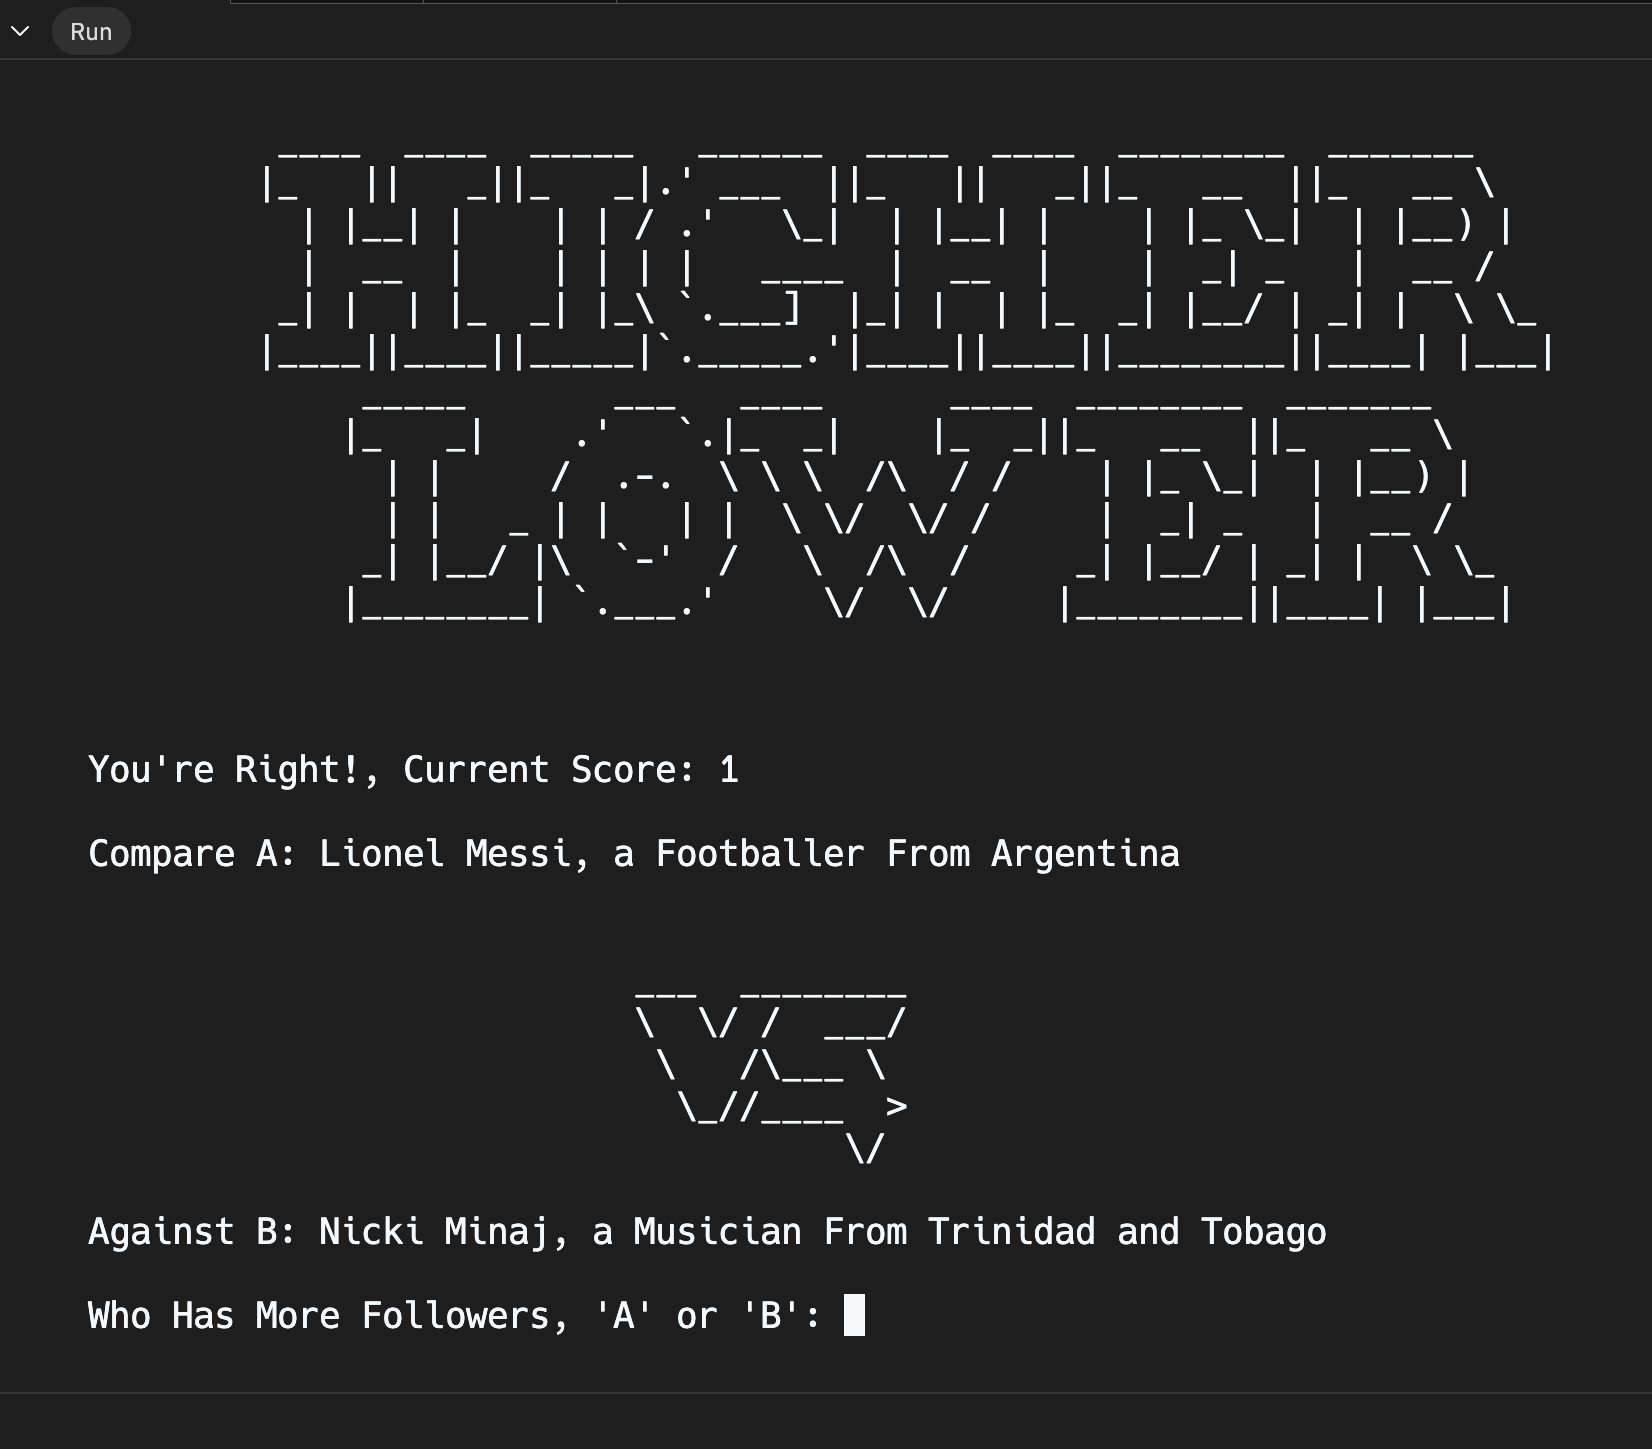 Run
HIGHER
LOWER
You're Right!, Current Score: 1
Compare A: Lionel Messi, a Footballer From Argentina
VS
Against B: Nicki Minaj, a Musician From Trinidad and Tobago
Who Has More Followers, 'A' or 'B':